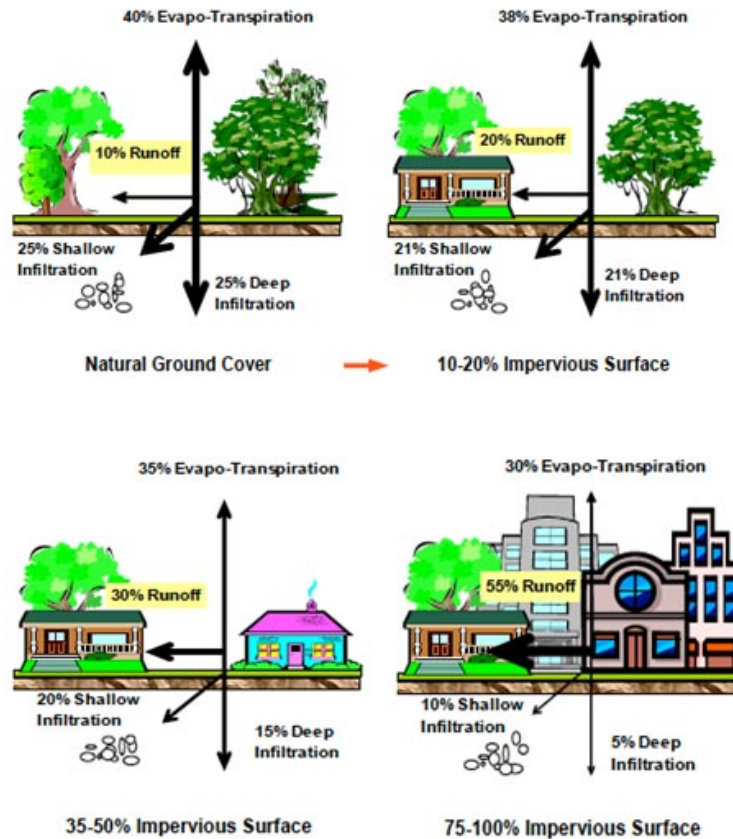 40% Evapo-Transpiration
10% Runoff
25% Shallow
Infiltration
25% Deep
Infiltration
Natural Ground Cover
38% Evapo-Transpiration
20% Runoff
21% Shallow
Infiltration
21% Deep
Infiltration
10-20% Impervious Surface
35% Evapo-Transpiration
30% Runoff
20% Shallow
Infiltration
15% Deep
Infiltration
35-50% Impervious Surface
30% Evapo-Transpiration
55% Runoff
10% Shallow
Infiltration
5% Deep
Infiltration
75-100% Impervious Surface